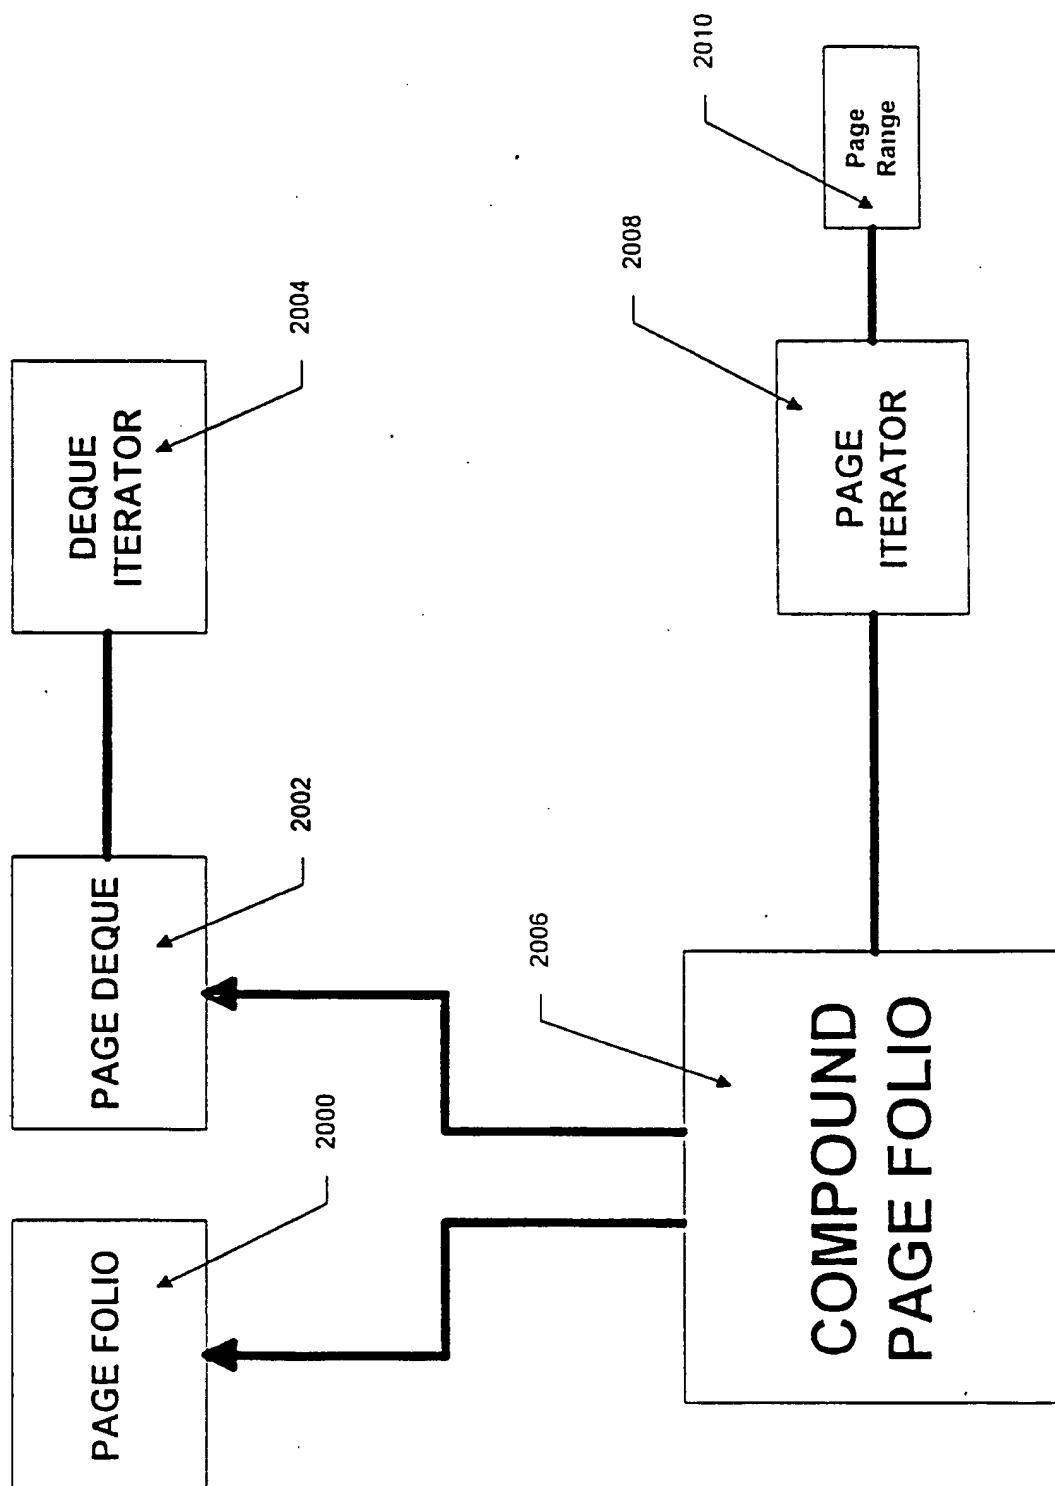 PAGE FOLIO
2000
PAGE DEQUE
2002
DEQUE
ITERATOR
2004
COMPOUND
PAGE FOLIO
2006
PAGE
ITERATOR
2008
Page
Range
2010